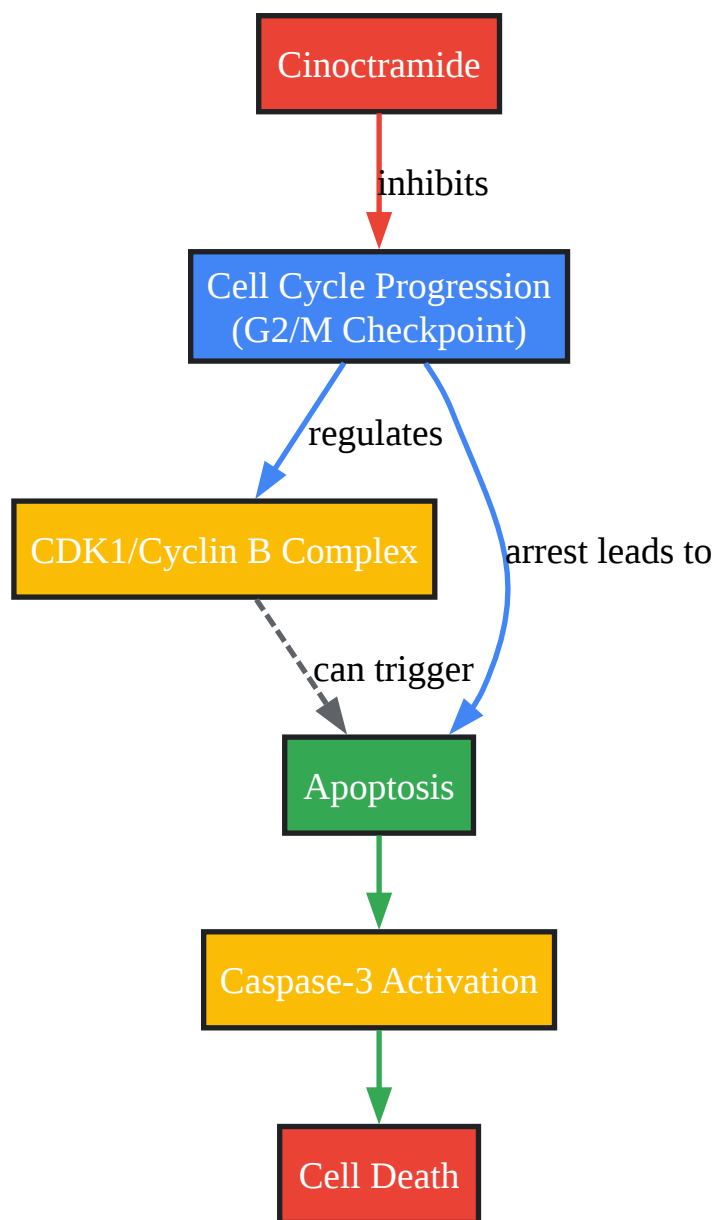 Cinoctramide
inhibits
Cell Cycle Progression
(G2/M Checkpoint)
regulates
CDK1/Cyclin B Complex
arrest leads to
can trigger
Apoptosis
Caspase-3 Activation
Cell Death